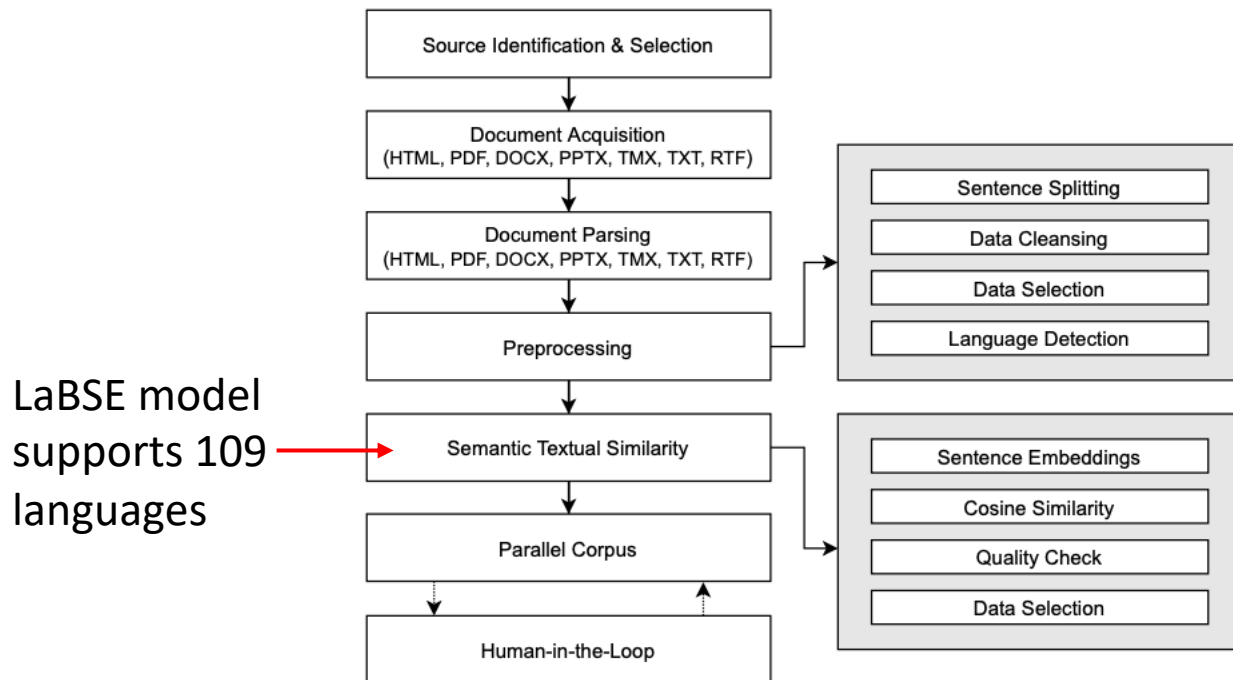 Source Identification & Selection
Document Acquisition
(HTML, PDF, DOCX, PPTX, TMX, TXT, RTF)
Document Parsing
(HTML, PDF, DOCX, PPTX, TMX, TXT, RTF)
Preprocessing
Sentence Splitting
Data Cleansing
Data Selection
Language Detection
LaBSE model
supports 109
languages
Semantic Textual Similarity
Sentence Embeddings
Cosine Similarity
Quality Check
Data Selection
Parallel Corpus
Human-in-the-Loop